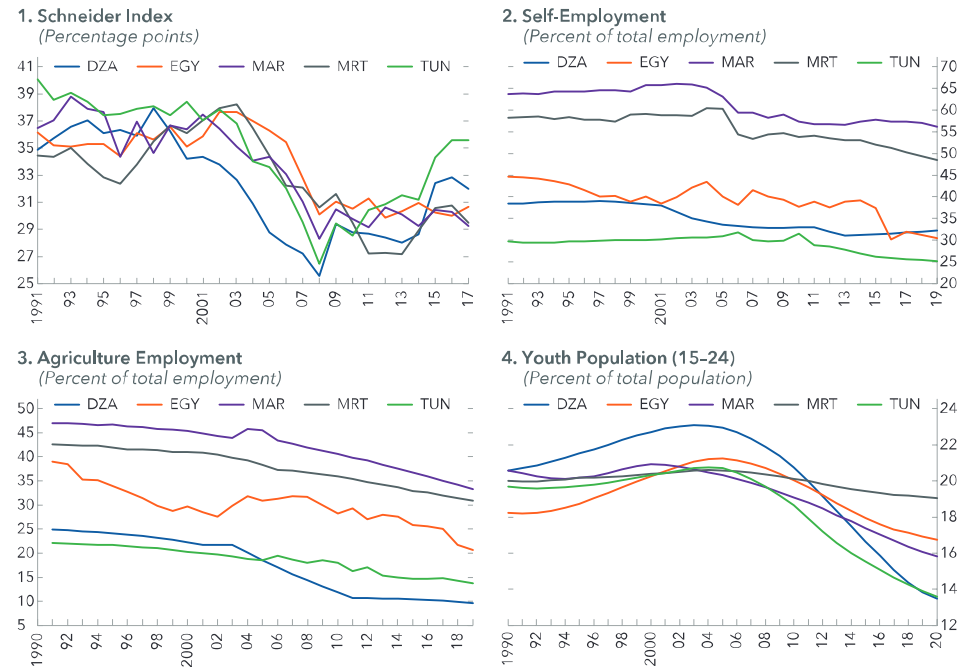 1. Schneider Index
(Percentage points)
DZA EGY MAR MRT TUN
41
39
37
35
33
31
29
27
25
1991 93 95 97 99 2001 03 05 07 09 11 13 15 17
2. Self-Employment
(Percent of total employment)
DZA EGY MAR MRT TUN
70
65
60
55
50
45
40
35
30
25
20
1991 93 95 97 99 2001 03 05 07 09 11 13 15 17 19
3. Agriculture Employment
(Percent of total employment)
DZA EGY MAR MRT TUN
50
45
40
35
30
25
20
15
10
5
1990 92 94 96 98 2000 02 04 06 08 10 12 14 16 18
4. Youth Population (15–24)
(Percent of total population)
DZA EGY MAR MRT TUN
24
22
20
18
16
14
12
1990 92 94 96 98 2000 02 04 06 08 10 12 14 16 18 20